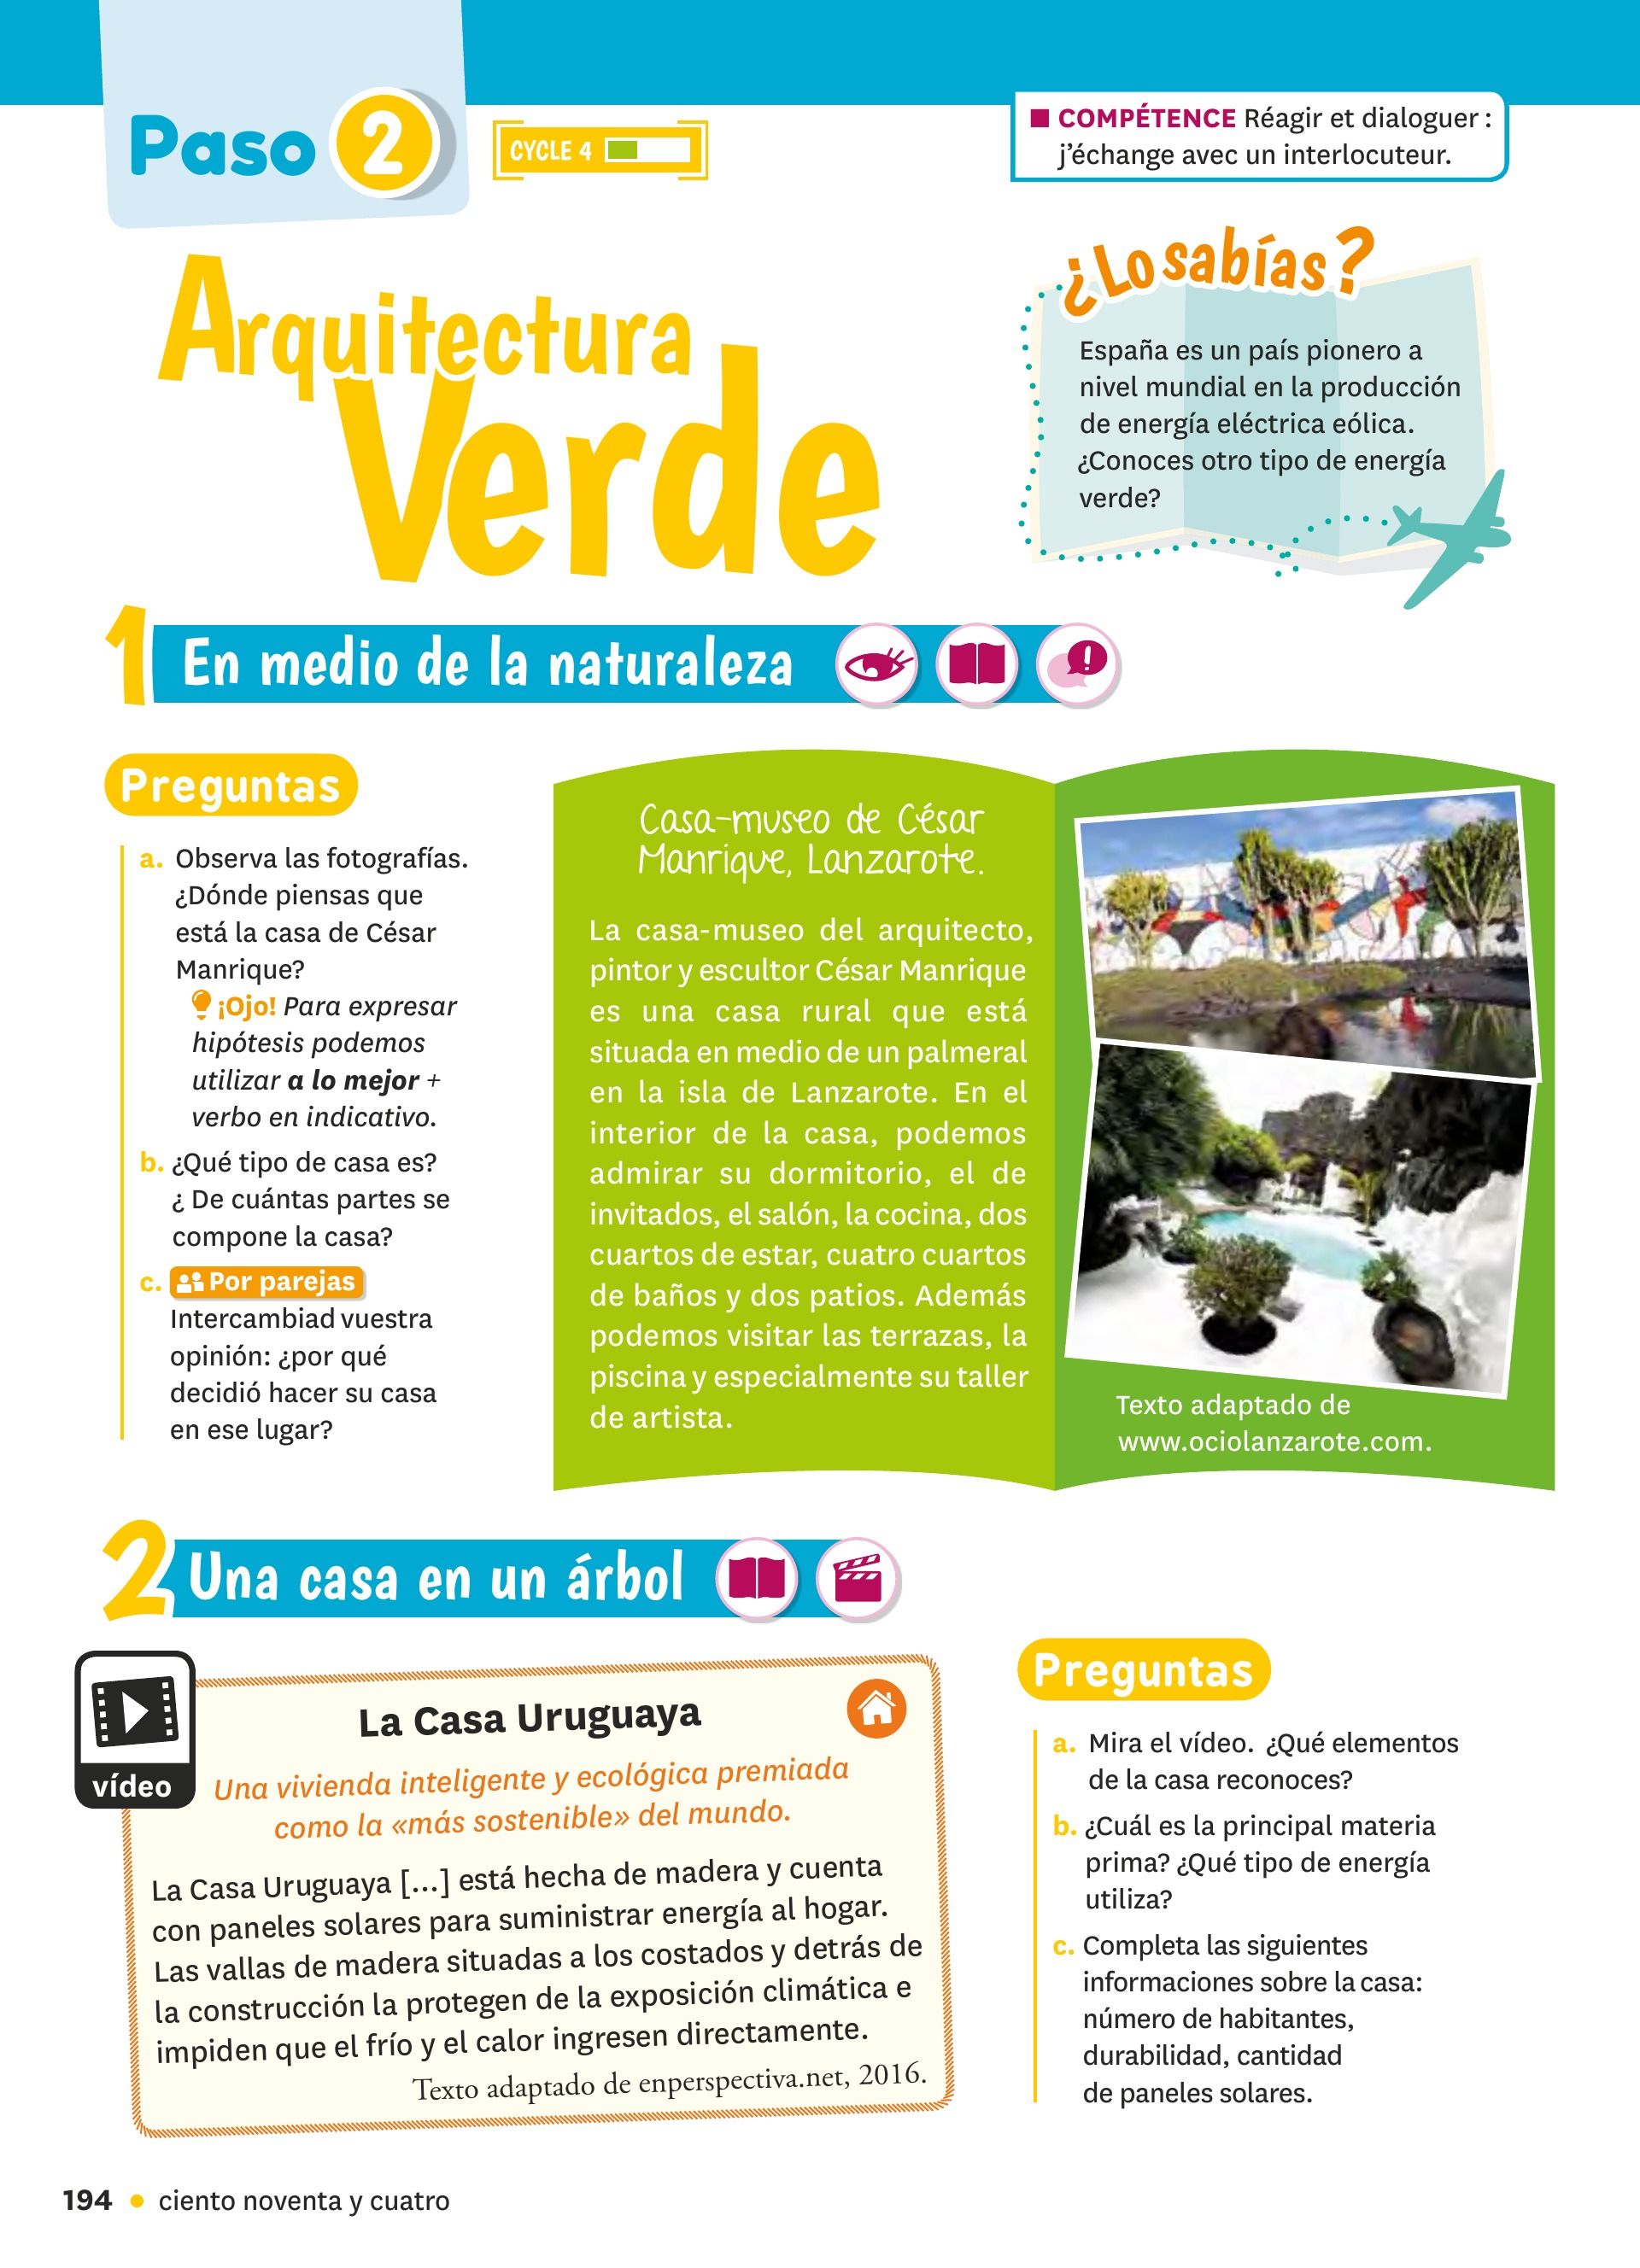 Paso 2
CYCLE 4
■ COMPÉTENCE Réagir et dialoguer :
j'échange avec un interlocuteur.
Arquitectura
Verde
¿Lo sabías?
España es un país pionero a
nivel mundial en la producción
de energía eléctrica eólica.
¿Conoces otro tipo de energía
verde?
1 En medio de la naturaleza
Preguntas
a. Observa las fotografías.
¿Dónde piensas que
está la casa de César
Manrique?
¡Ojo! Para expresar
hipótesis podemos
utilizar a lo mejor +
verbo en indicativo.
b. ¿Qué tipo de casa es?
¿ De cuántas partes se
compone la casa?
c. Por parejas
Intercambiad vuestra
opinión: ¿por qué
decidió hacer su casa
en ese lugar?
Casa-museo de César
Manrique, Lanzarote.
La casa-museo del arquitecto,
pintor y escultor César Manrique
es una casa rural que está
situada en medio de un palmeral
en la isla de Lanzarote. En el
interior de la casa, podemos
admirar su dormitorio, el de
invitados, el salón, la cocina, dos
cuartos de estar, cuatro cuartos
de baños y dos patios. Además
podemos visitar las terrazas, la
piscina y especialmente su taller
de artista.
Texto adaptado de
www.ociolanzarote.com.
2 Una casa en un árbol
vídeo
La Casa Uruguaya
Una vivienda inteligente y ecológica premiada
como la «más sostenible» del mundo.
La Casa Uruguaya [...] está hecha de madera y cuenta
con paneles solares para suministrar energía al hogar.
Las vallas de madera situadas a los costados y detrás de
la construcción la protegen de la exposición climática e
impiden que el frío y el calor ingresen directamente.
Texto adaptado de enperspectiva.net, 2016.
Preguntas
a. Mira el vídeo. ¿Qué elementos
de la casa reconoces?
b. ¿Cuál es la principal materia
prima? ¿Qué tipo de energía
utiliza?
c. Completa las siguientes
informaciones sobre la casa:
número de habitantes,
durabilidad, cantidad
de paneles solares.
194 • ciento noventa y cuatro